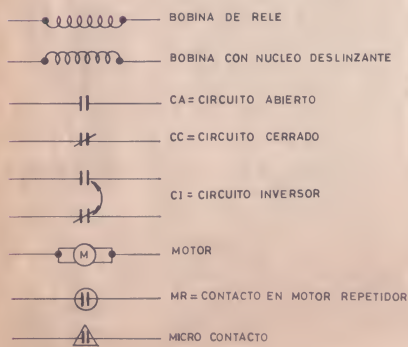 BOBINA DE RELE
BOBINA CON NUCLEO DESLINZANTE
CA = CIRCUITO ABIERTO
CC = CIRCUITO CERRADO
CI = CIRCUITO INVERSOR
M MOTOR
MR = CONTACTO EN MOTOR REPETIDOR
MICRO CONTACTO